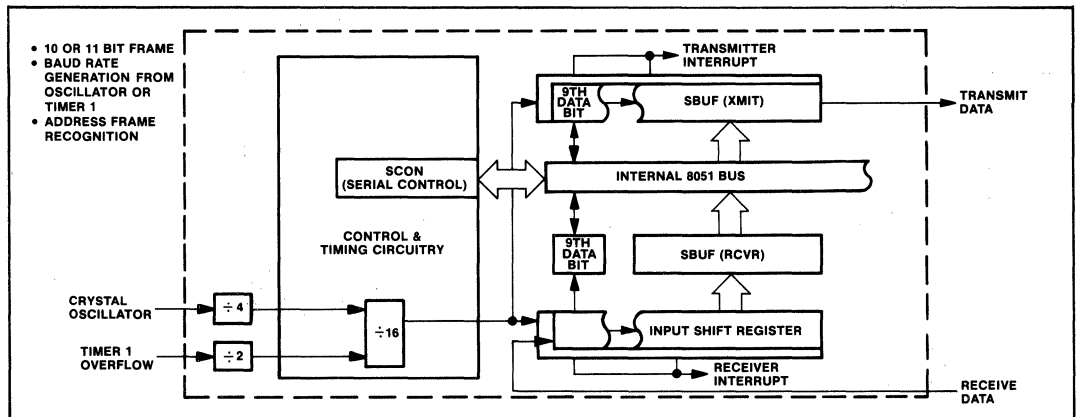 • 10 OR 11 BIT FRAME
• BAUD RATE
GENERATION FROM
OSCILLATOR OR
TIMER 1
• ADDRESS FRAME
RECOGNITION
TRANSMITTER
INTERRUPT
9TH
DATA
BIT
SBUF (XMIT)
TRANSMIT
DATA
SCON
(SERIAL CONTROL)
INTERNAL 8051 BUS
CONTROL &
TIMING CIRCUITRY
9TH
DATA
BIT
SBUF (RCVR)
CRYSTAL
OSCILLATOR
÷4
÷16
INPUT SHIFT REGISTER
TIMER 1
OVERFLOW
÷2
RECEIVER
INTERRUPT
RECEIVE
DATA